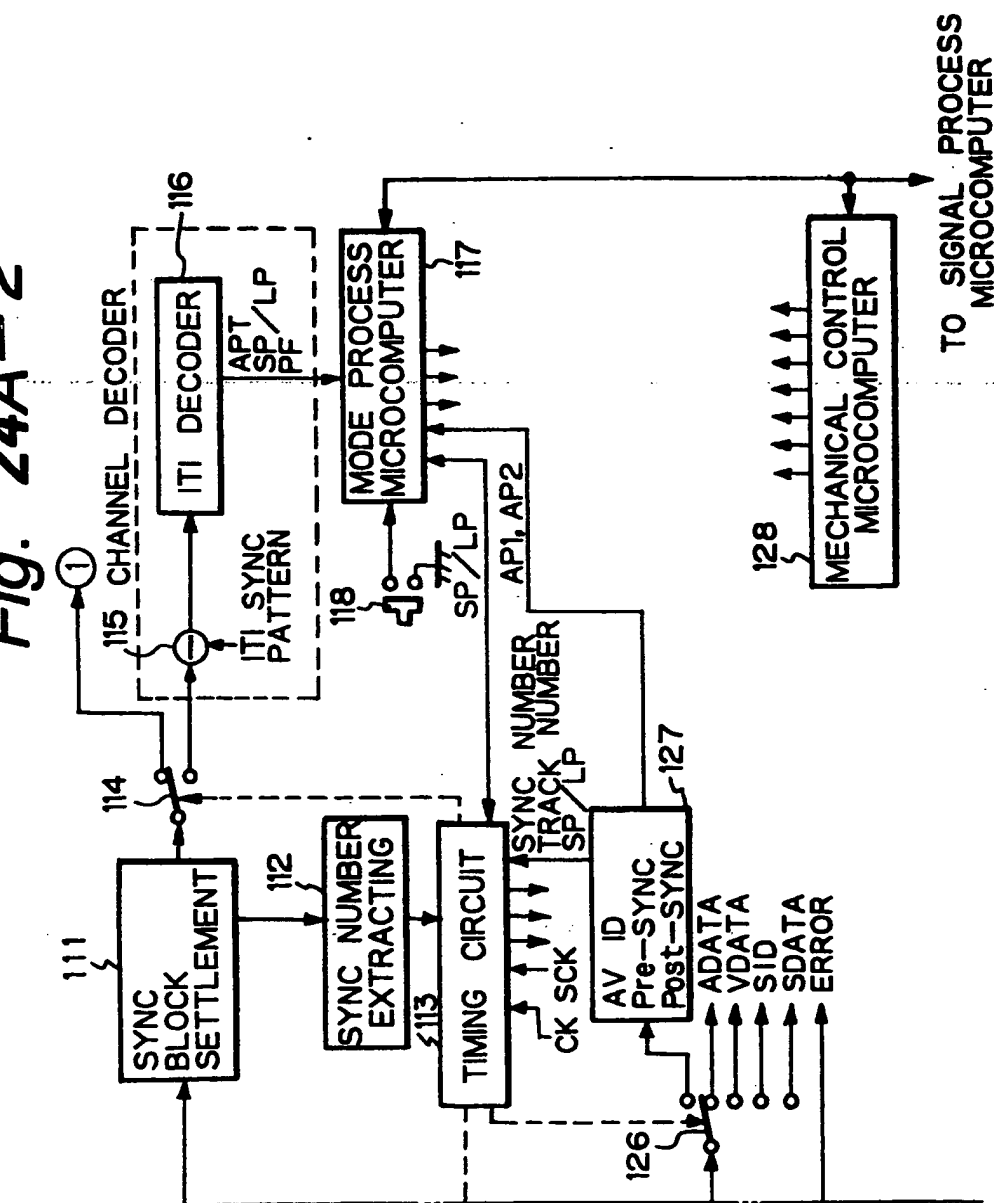 Fig. 24A-2
111
SYNC
BLOCK
SETTLEMENT
114
1
115 CHANNEL DECODER
116
ITI DECODER
ITI SYNC
PATTERN
APT
SP/LP
PF
112
SYNC NUMBER
EXTRACTING
118
MODE PROCESS
MICROCOMPUTER
117
SP/LP
AP1, AP2
113
TIMING CIRCUIT
CK SCK
SYNC NUMBER
TRACK NUMBER
SP/LP
AV ID
Pre-SYNC
Post-SYNC
127
126
ADATA
VDATA
SID
SDATA
ERROR
128
MECHANICAL CONTROL
MICROCOMPUTER
TO SIGNAL PROCESS
MICROCOMPUTER